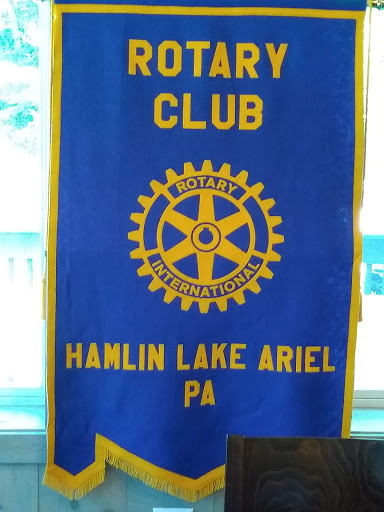 ROTARY
CLUB
ROTARY
INTERNATIONAL
HAMLIN LAKE ARIEL
PA